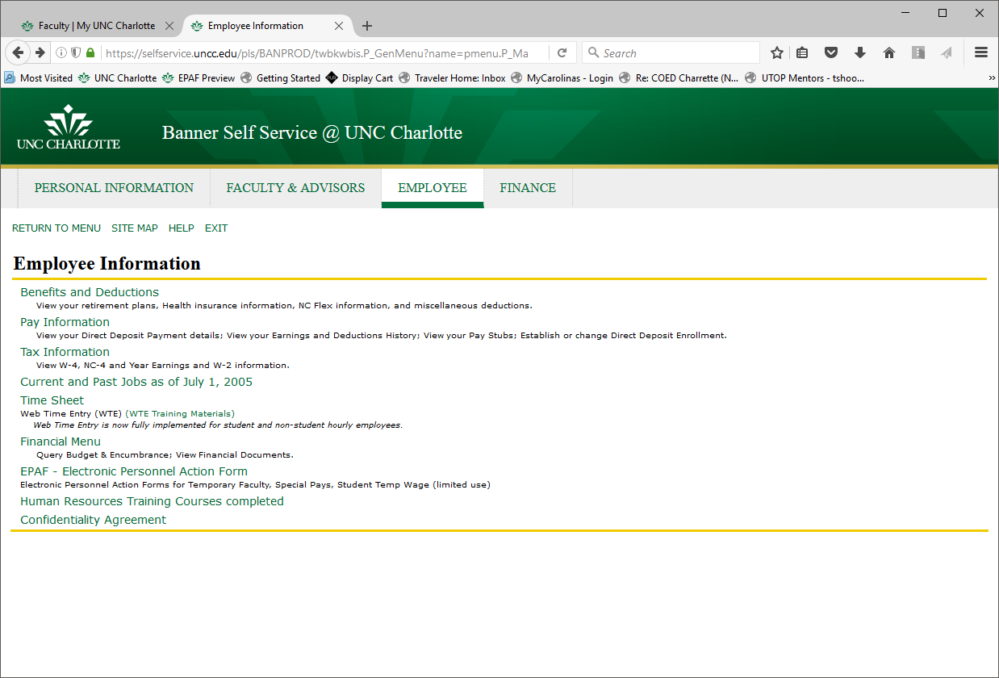 Faculty | My UNC Charlotte
Employee Information
https://selfservice.uncc.edu/pls/BANPROD/twbkwbis.P_GenMenu?name=pmenu.P_Ma
Search
Most Visited UNC Charlotte EPAF Preview Getting Started Display Cart Traveler Home: Inbox MyCarolinas - Login Re: COED Charrette (N... UTOP Mentors - tshoo...
UNC CHARLOTTE
Banner Self Service @ UNC Charlotte
PERSONAL INFORMATION FACULTY & ADVISORS EMPLOYEE FINANCE
RETURN TO MENU SITE MAP HELP EXIT
Employee Information
Benefits and Deductions
View your retirement plans, Health insurance information, NC Flex information, and miscellaneous deductions.
Pay Information
View your Direct Deposit Payment details; View your Earnings and Deductions History; View your Pay Stubs; Establish or change Direct Deposit Enrollment.
Tax Information
View W-4, NC-4 and Year Earnings and W-2 information.
Current and Past Jobs as of July 1, 2005
Time Sheet
Web Time Entry (WTE) (WTE Training Materials)
Web Time Entry is now fully implemented for student and non-student hourly employees.
Financial Menu
Query Budget & Encumbrance; View Financial Documents.
EPAF - Electronic Personnel Action Form
Electronic Personnel Action Forms for Temporary Faculty, Special Pays, Student Temp Wage (limited use)
Human Resources Training Courses completed
Confidentiality Agreement